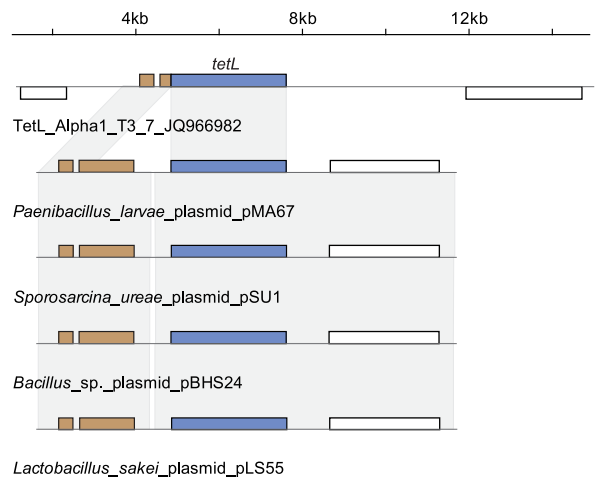 4kb 8kb 12kb
tetL
TetL_Alpha1_T3_7_JQ966982
Paenibacillus_larvae_plasmid_pMA67
Sporosarcina_ureae_plasmid_pSU1
Bacillus_sp._plasmid_pBHS24
Lactobacillus_sakei_plasmid_pLS55